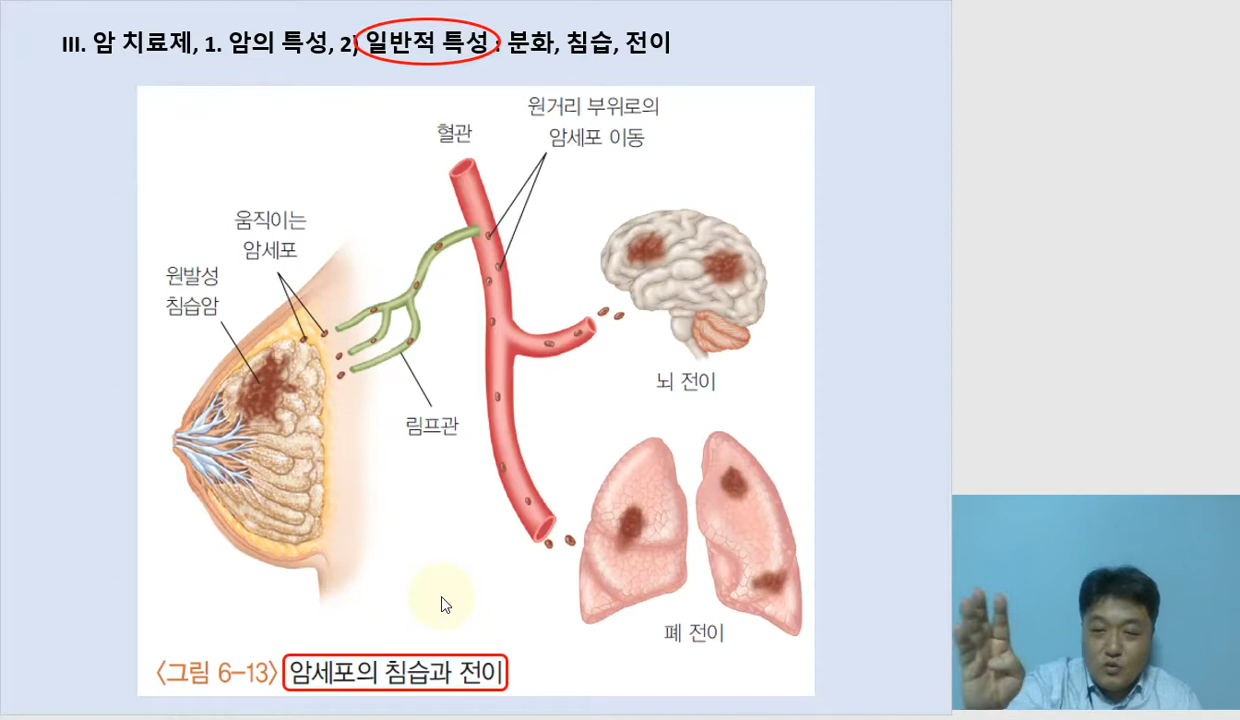 III. 암 치료제, 1. 암의 특성, 2) 일반적 특성 : 분화, 침습, 전이
원거리 부위로의
암세포 이동
혈관
움직이는
암세포
원발성
침습암
림프관
뇌 전이
폐 전이
〈그림 6-13〉 암세포의 침습과 전이